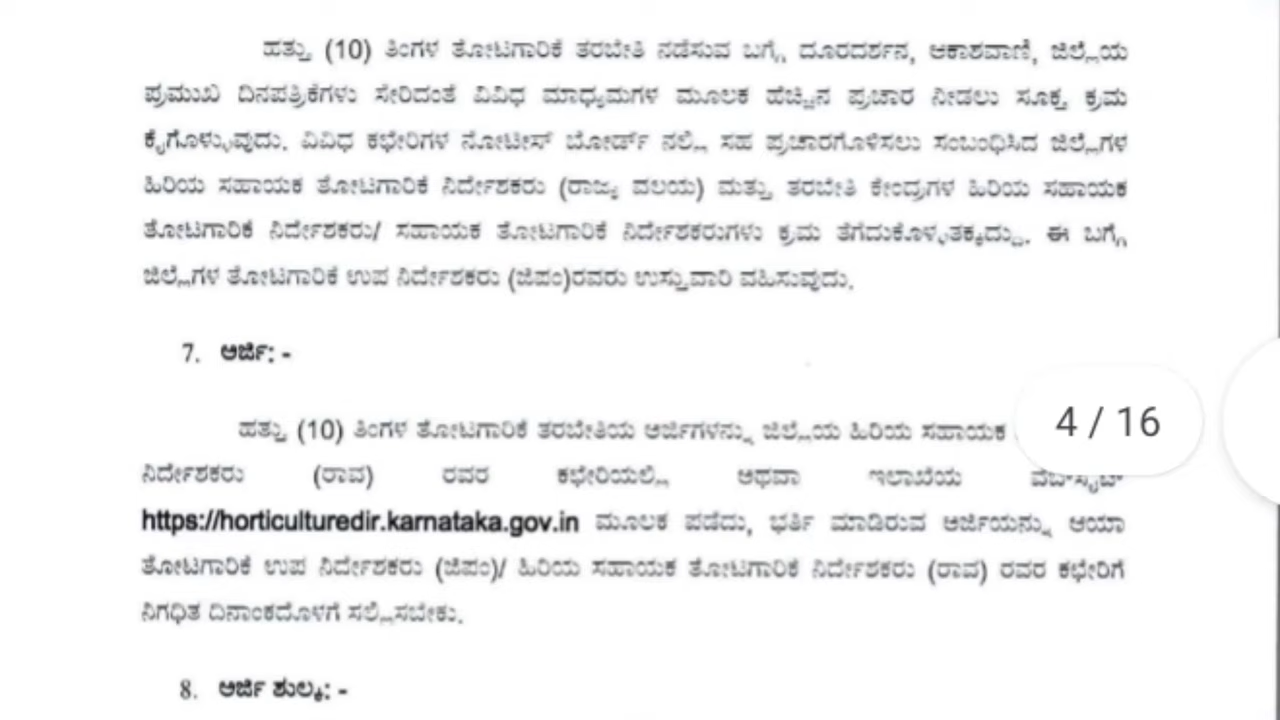 ಹತ್ತು (10) ತಿಂಗಳ ತೋಟಗಾರಿಕೆ ತರಬೇತಿ ನಡೆಸುವ ಬಗ್ಗೆ ದೂರದರ್ಶನ, ಆಕಾಶವಾಣಿ, ಜಿಲ್ಲೆಯ
ಪ್ರಮುಖ ದಿನಪತ್ರಿಕೆಗಳು ಸೇರಿದಂತೆ ವಿವಿಧ ಮಾಧ್ಯಮಗಳ ಮೂಲಕ ಹೆಚ್ಚಿನ ಪ್ರಚಾರ ನೀಡಲು ಸೂಕ್ತ ಕ್ರಮ
ಕೈಗೊಳ್ಳುವುದು. ವಿವಿಧ ಕಛೇರಿಗಳ ನೋಟೀಸ್ ಬೋರ್ಡ್ ನಲ್ಲಿ ಸಹ ಪ್ರಚಾರಗೊಳಿಸಲು ಸಂಬಂಧಿಸಿದ ಜಿಲ್ಲೆಗಳ
ಹಿರಿಯ ಸಹಾಯಕ ತೋಟಗಾರಿಕೆ ನಿರ್ದೇಶಕರು (ರಾಜ್ಯ ವಲಯ) ಮತ್ತು ತರಬೇತಿ ಕೇಂದ್ರಗಳ ಹಿರಿಯ ಸಹಾಯಕ
ತೋಟಗಾರಿಕೆ ನಿರ್ದೇಶಕರು/ ಸಹಾಯಕ ತೋಟಗಾರಿಕೆ ನಿರ್ದೇಶಕರುಗಳು ಕ್ರಮ ತೆಗೆದುಕೊಳ್ಳತಕ್ಕದ್ದು. ಈ ಬಗ್ಗೆ
ಜಿಲ್ಲೆಗಳ ತೋಟಗಾರಿಕೆ ಉಪ ನಿರ್ದೇಶಕರು (ಜಿಪಂ)ರವರು ಉಸ್ತುವಾರಿ ವಹಿಸುವುದು.
7. ಅರ್ಜಿ: -
ಹತ್ತು (10) ತಿಂಗಳ ತೋಟಗಾರಿಕೆ ತರಬೇತಿಯ ಅರ್ಜಿಗಳನ್ನು ಜಿಲ್ಲೆಯ ಹಿರಿಯ ಸಹಾಯಕ
4 / 16
ನಿರ್ದೇಶಕರು (ರಾವ) ರವರ ಕಛೇರಿಯಲ್ಲಿ ಅಥವಾ ಇಲಾಖೆಯ ವೆಬ್‌ಸೈಟ್
https://horticulturedir.karnataka.gov.in ಮೂಲಕ ಪಡೆದು, ಭರ್ತಿ ಮಾಡಿರುವ ಅರ್ಜಿಯನ್ನು ಆಯಾ
ತೋಟಗಾರಿಕೆ ಉಪ ನಿರ್ದೇಶಕರು (ಜಿಪಂ)/ ಹಿರಿಯ ಸಹಾಯಕ ತೋಟಗಾರಿಕೆ ನಿರ್ದೇಶಕರು (ರಾವ) ರವರ ಕಛೇರಿಗೆ
ನಿಗಧಿತ ದಿನಾಂಕದೊಳಗೆ ಸಲ್ಲಿಸಬೇಕು.
8. ಅರ್ಜಿ ಶುಲ್ಕ: -